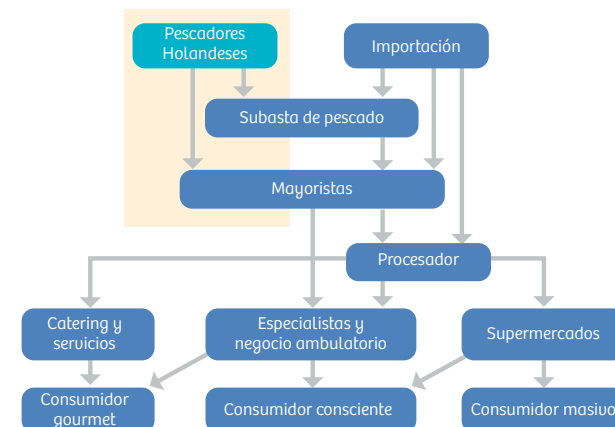 Pescadores
Holandeses
Importación
Subasta de pescado
Mayoristas
Procesador
Catering y
servicios
Especialistas y
negocio ambulatorio
Supermercados
Consumidor
gourmet
Consumidor consciente
Consumidor masivo